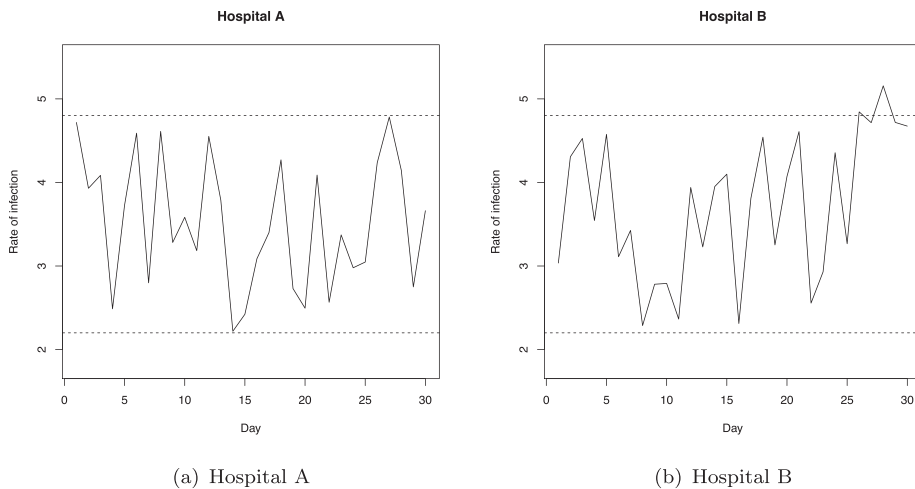 Hospital A
Rate of infection
5
4
3
2
0 5 10 15 20 25 30
Day
(a) Hospital A
Hospital B
Rate of infection
5
4
3
2
0 5 10 15 20 25 30
Day
(b) Hospital B